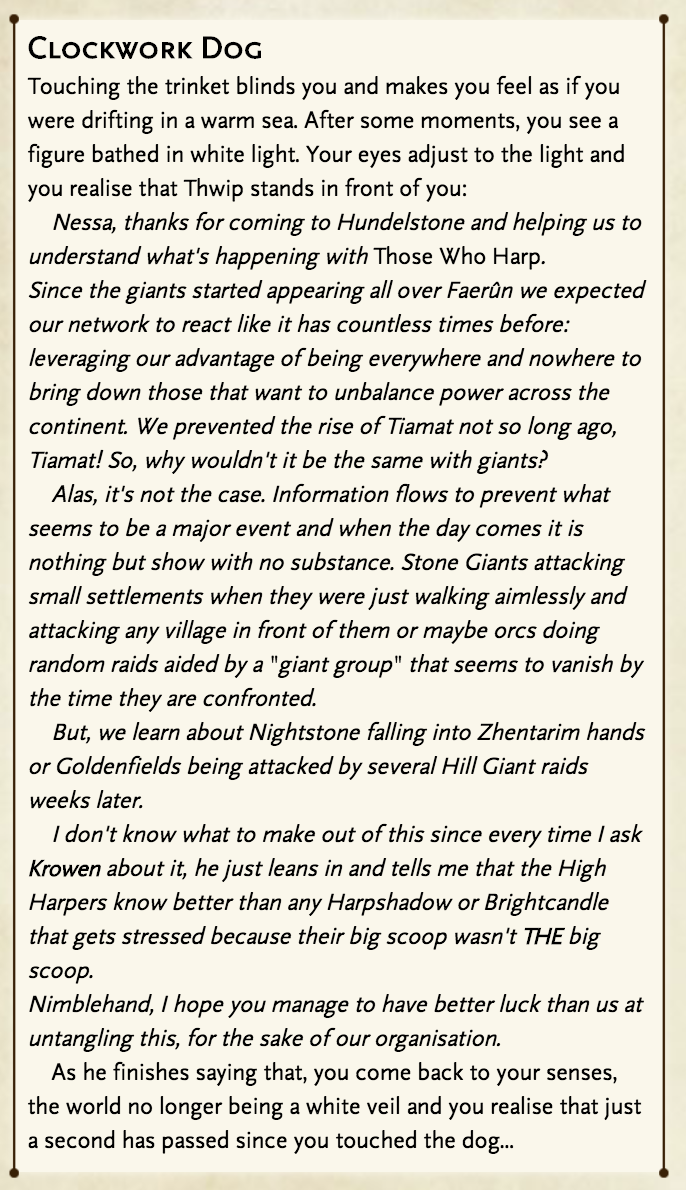 Clockwork Dog
Touching the trinket blinds you and makes you feel as if you
were drifting in a warm sea. After some moments, you see a
figure bathed in white light. Your eyes adjust to the light and
you realise that Thwip stands in front of you:
Nessa, thanks for coming to Hundelstone and helping us to
understand what's happening with Those Who Harp.
Since the giants started appearing all over Faerûn we expected
our network to react like it has countless times before:
leveraging our advantage of being everywhere and nowhere to
bring down those that want to unbalance power across the
continent. We prevented the rise of Tiamat not so long ago,
Tiamat! So, why wouldn't it be the same with giants?
Alas, it's not the case. Information flows to prevent what
seems to be a major event and when the day comes it is
nothing but show with no substance. Stone Giants attacking
small settlements when they were just walking aimlessly and
attacking any village in front of them or maybe orcs doing
random raids aided by a "giant group" that seems to vanish by
the time they are confronted.
But, we learn about Nightstone falling into Zhentarim hands
or Goldenfields being attacked by several Hill Giant raids
weeks later.
I don't know what to make out of this since every time I ask
Krowen about it, he just leans in and tells me that the High
Harpers know better than any Harpshadow or Brightcandle
that gets stressed because their big scoop wasn't THE big
scoop.
Nimblehand, I hope you manage to have better luck than us at
untangling this, for the sake of our organisation.
As he finishes saying that, you come back to your senses,
the world no longer being a white veil and you realise that just
a second has passed since you touched the dog...